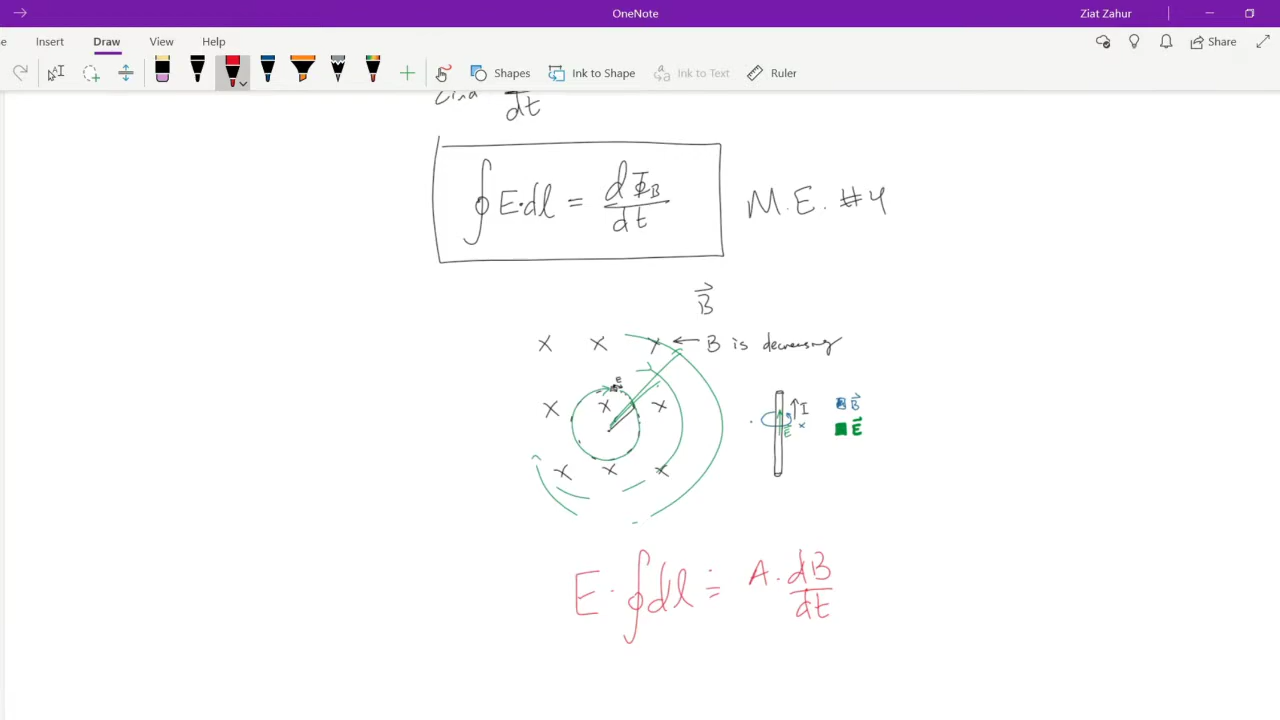 OneNote
Ziat Zahur
Insert Draw View Help
Share
Shapes Ink to Shape Ink to Text Ruler
dt
∮ E·dl = dΦB/dt M.E. #4
B⃗
X X X ← B is decreasing
E
X X X
↑ I B⃗
E x E⃗
X X X
E · ∮dl = A · dB/dt